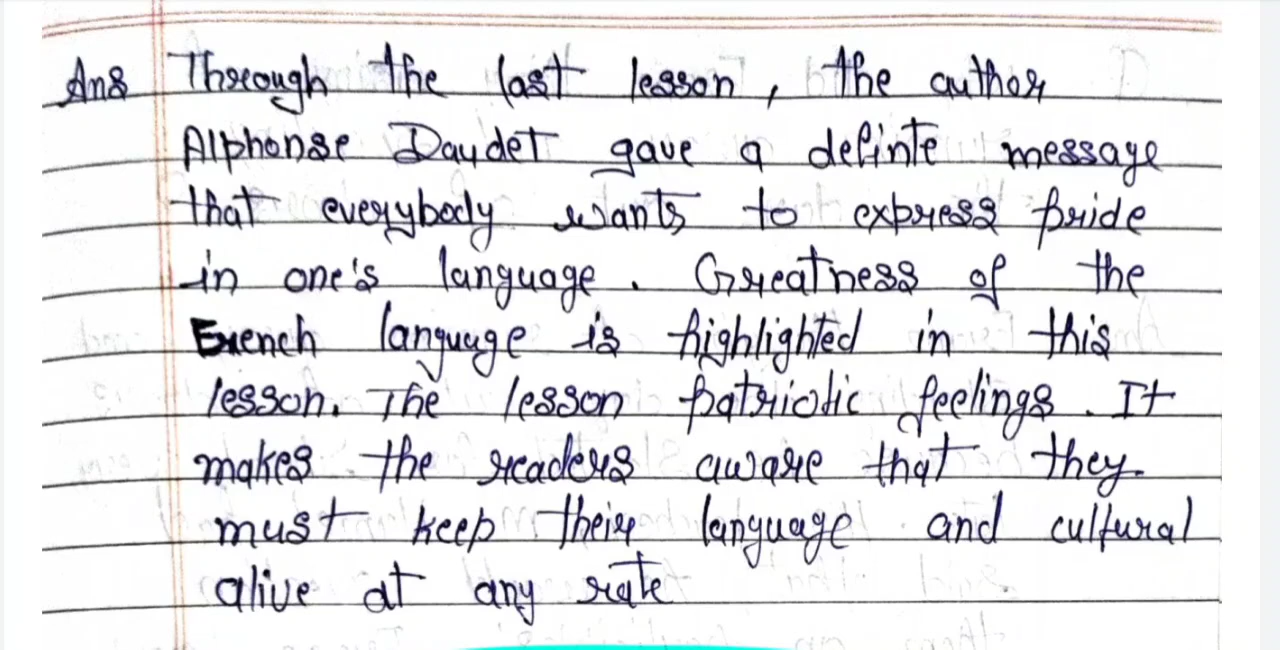 Ans Through the last lesson, the author
Alphonse Daudet gave a definte message
that everybody wants to express pride
in one's language. Greatness of the
French language is highlighted in this
lesson. The lesson patriotic feelings. It
makes the readers aware that they
must keep their language and cultural
alive at any rate